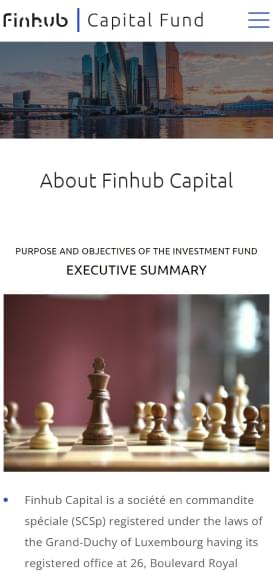 Finhub | Capital Fund
About Finhub Capital
PURPOSE AND OBJECTIVES OF THE INVESTMENT FUND
EXECUTIVE SUMMARY
• Finhub Capital is a société en commandite
spéciale (SCSp) registered under the laws of
the Grand-Duchy of Luxembourg having its
registered office at 26, Boulevard Royal